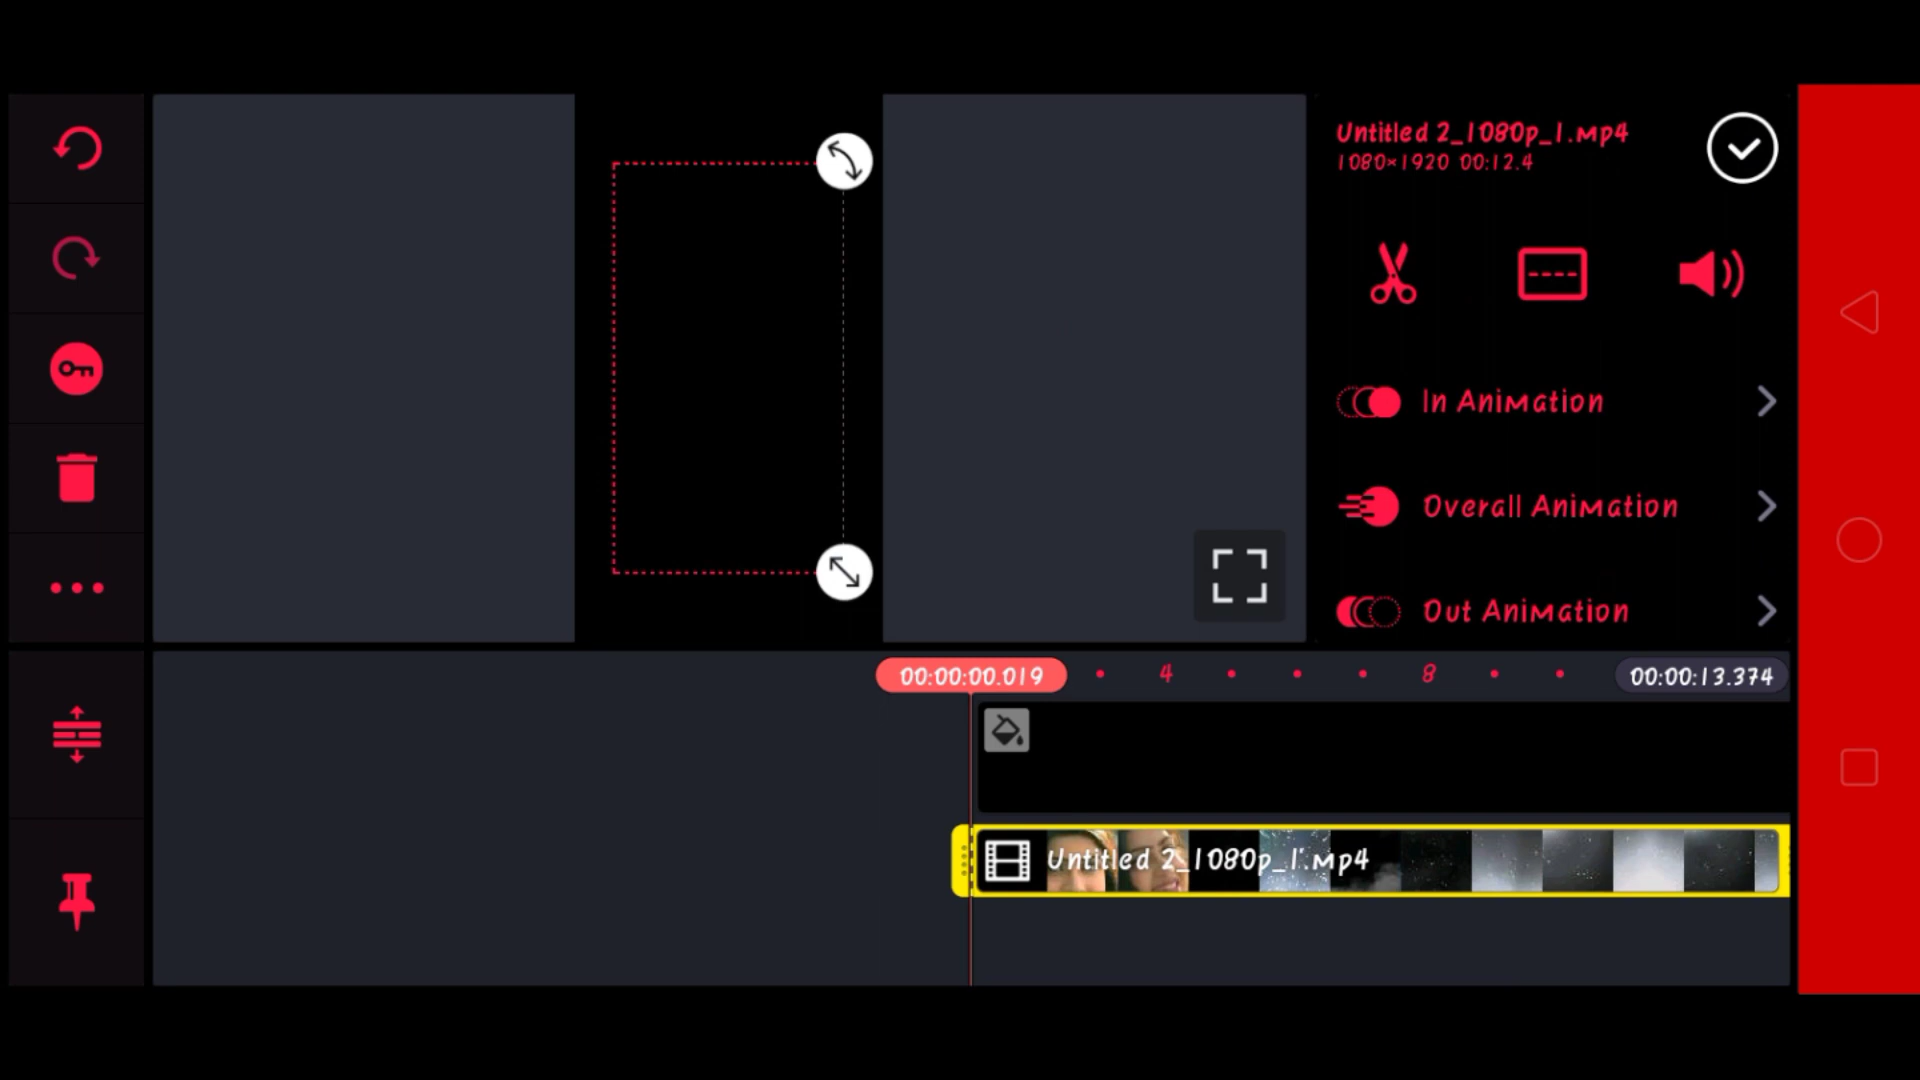 Untitled 2_1080p_1.mp4
1080×1920 00:12.4
In Animation
Overall Animation
Out Animation
00:00:00.019
4
8
00:00:13.374
Untitled 2_1080p_1.mp4